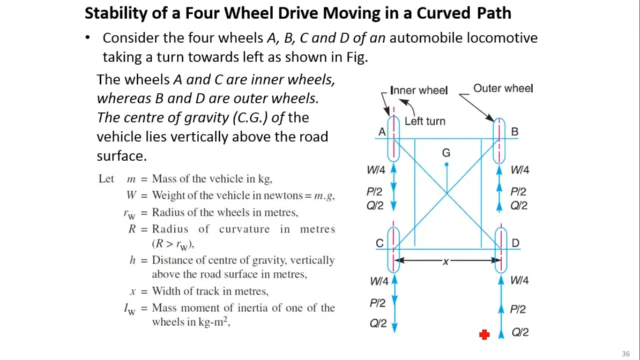 Stability of a Four Wheel Drive Moving in a Curved Path
• Consider the four wheels A, B, C and D of an automobile locomotive
taking a turn towards left as shown in Fig.
The wheels A and C are inner wheels,
whereas B and D are outer wheels.
The centre of gravity (C.G.) of the
vehicle lies vertically above the road
surface.
Let m = Mass of the vehicle in kg,
W = Weight of the vehicle in newtons = m.g,
rW = Radius of the wheels in metres,
R = Radius of curvature in metres
(R > rW),
h = Distance of centre of gravity, vertically
above the road surface in metres,
x = Width of track in metres,
IW = Mass moment of inertia of one of the
wheels in kg-m²,
Inner wheel
Outer wheel
Left turn
A
B
G
W/4
P/2
Q/2
W/4
P/2
Q/2
C
D
x
W/4
P/2
Q/2
W/4
P/2
Q/2
36